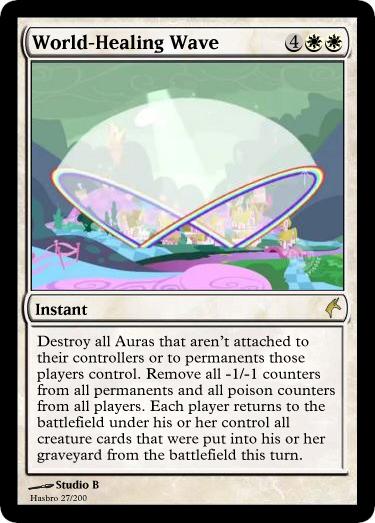 World-Healing Wave 4
Instant
Destroy all Auras that aren't attached to
their controllers or to permanents those
players control. Remove all -1/-1 counters
from all permanents and all poison counters
from all players. Each player returns to the
battlefield under his or her control all
creature cards that were put into his or her
graveyard from the battlefield this turn.
Studio B
Hasbro 27/200